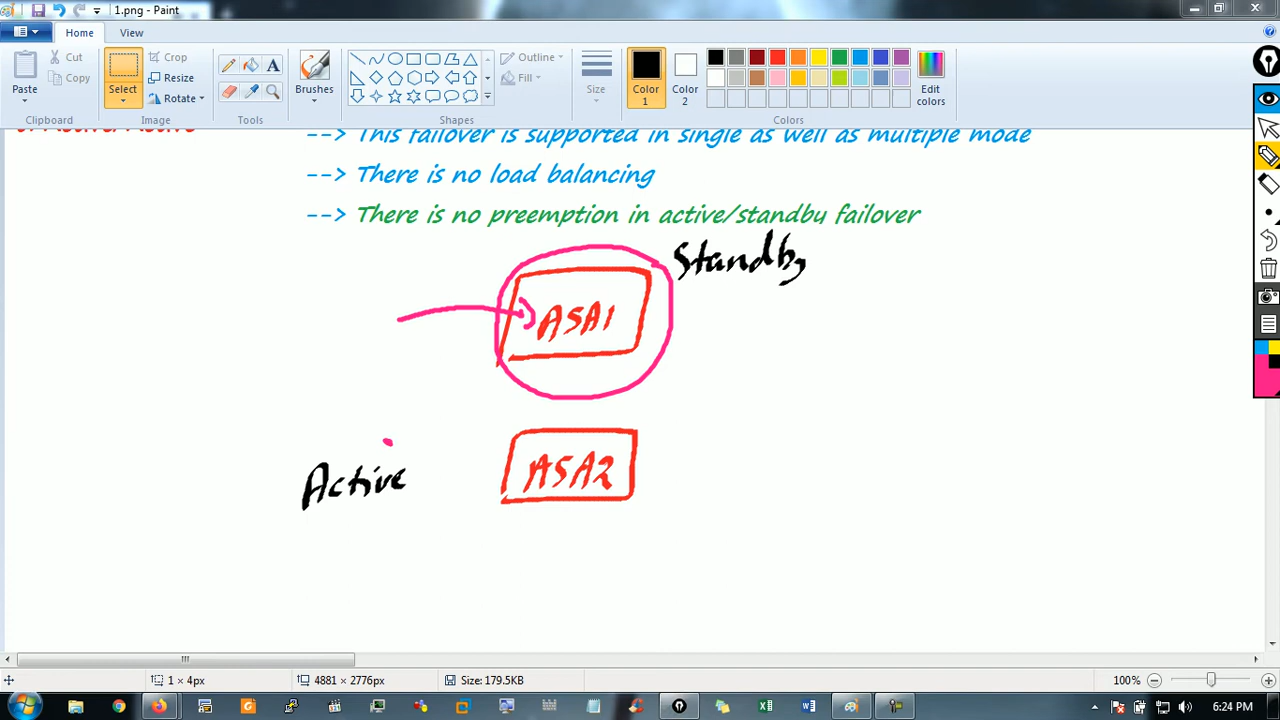 1.png - Paint
Home
View
Paste
Cut
Copy
Clipboard
Select
Crop
Resize
Rotate
Image
A
Tools
Brushes
Outline
Fill
Shapes
Size
Color 1
Color 2
Edit colors
Colors
--> This failover is supported in single as well as multiple mode
--> There is no load balancing
--> There is no preemption in active/standby failover
Standby
ASA1
Active
ASA2
1 × 4px
4881 × 2776px
Size: 179.5KB
100%
6:24 PM